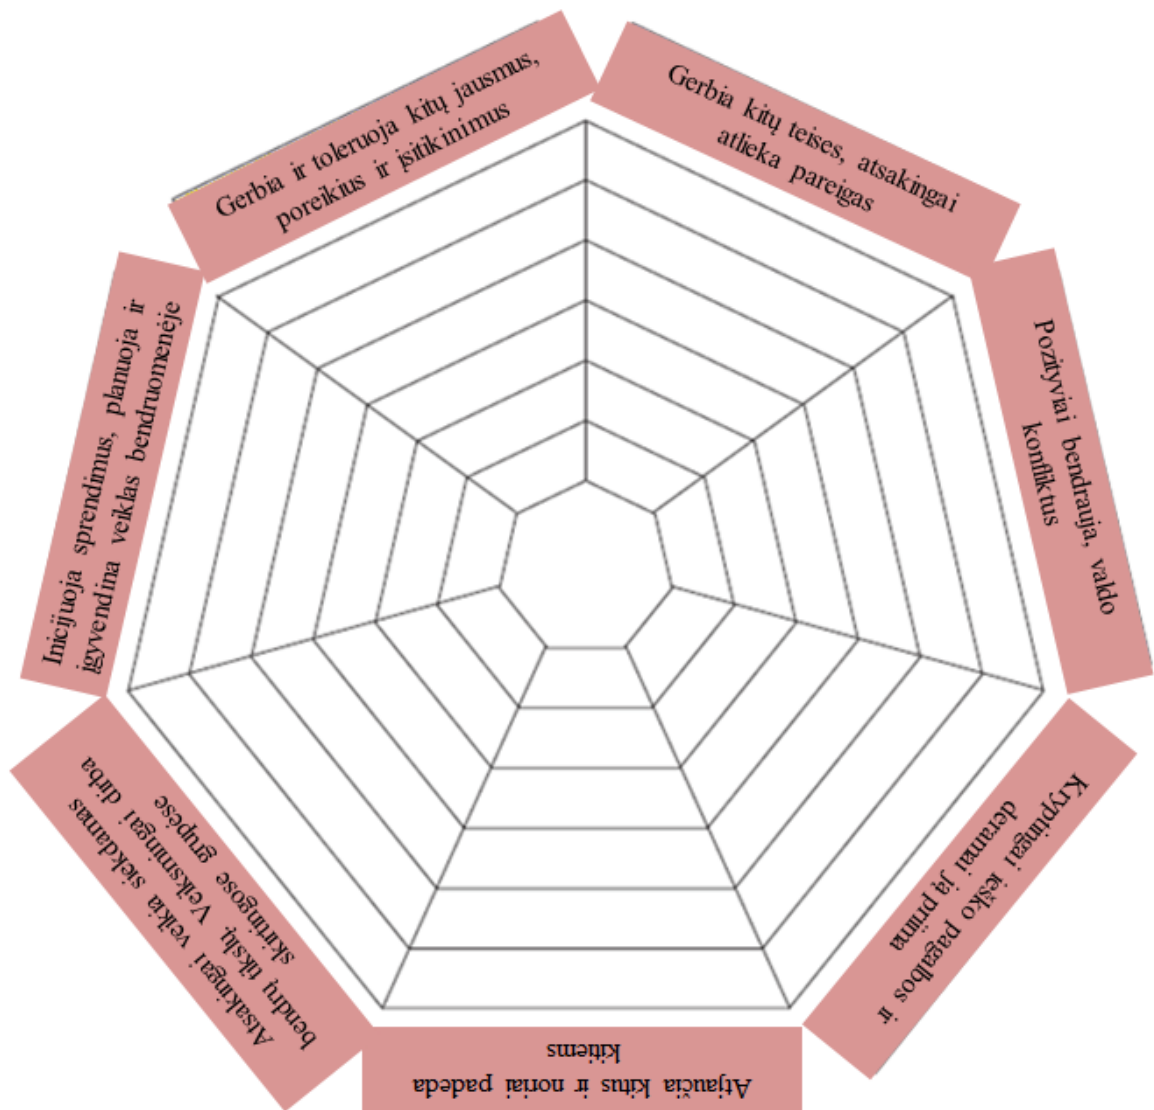 Gerbia kitų teises, atsakingai
atlieka pareigas
Pozityviai bendrauja, valdo
konfliktus
Kryptingai ieško pagalbos ir
deramai ją priima
Atjaučia kitus ir noriai padeda
kitiems
Atsakingai veikia siekdamas
bendrų tikslų, Veiksmingai dirba
skirtingose grupėse
Inicijuoja sprendimus, planuoja ir
įgyvendina veiklas bendruomenėje
Gerbia ir toleruoja kitų jausmus,
poreikius ir įsitikinimus